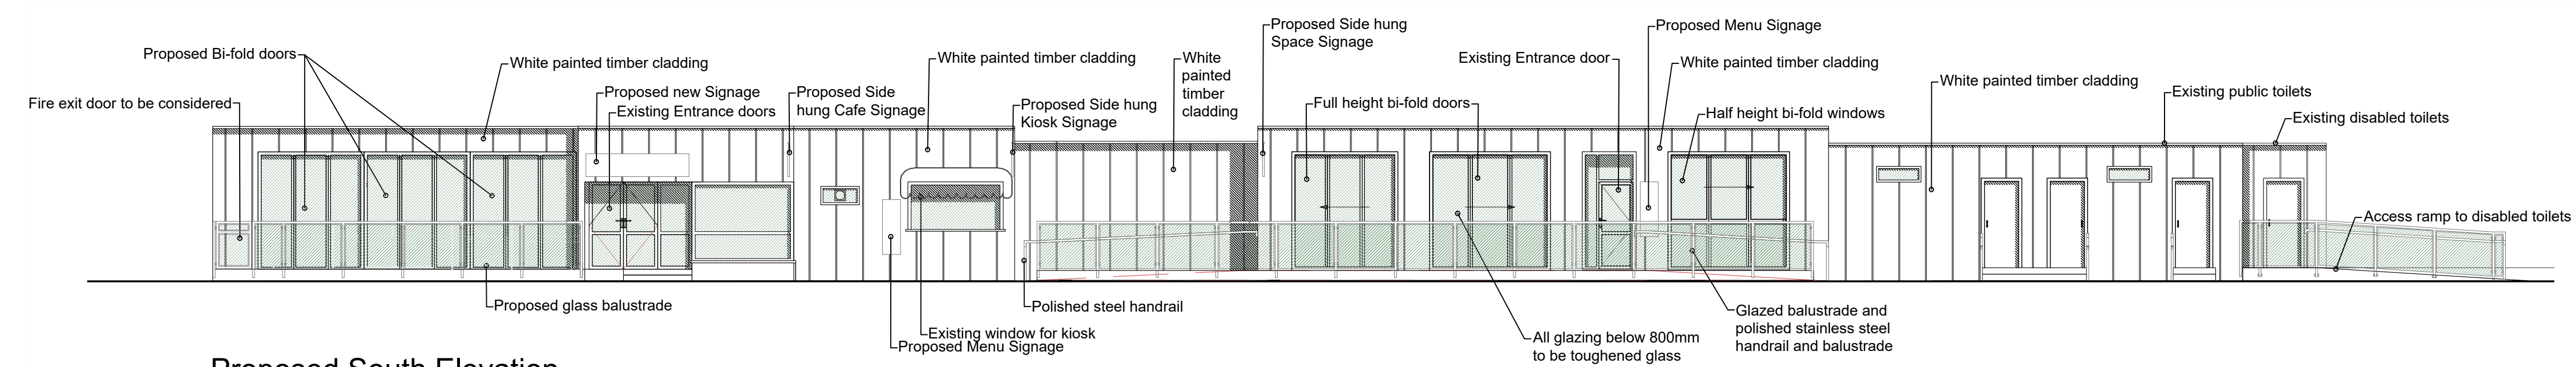 Proposed Bi-fold doors
Fire exit door to be considered
White painted timber cladding
Proposed new Signage
Existing Entrance doors
Proposed Side
hung Cafe Signage
White painted timber cladding
Proposed Side hung
Kiosk Signage
White
painted
timber
cladding
Proposed Side hung
Space Signage
Full height bi-fold doors
Existing Entrance door
Proposed Menu Signage
White painted timber cladding
Half height bi-fold windows
White painted timber cladding
Existing public toilets
Existing disabled toilets
Access ramp to disabled toilets
Proposed glass balustrade
Existing window for kiosk
Proposed Menu Signage
Polished steel handrail
All glazing below 800mm
to be toughened glass
Glazed balustrade and
polished stainless steel
handrail and balustrade
Proposed South Elevation